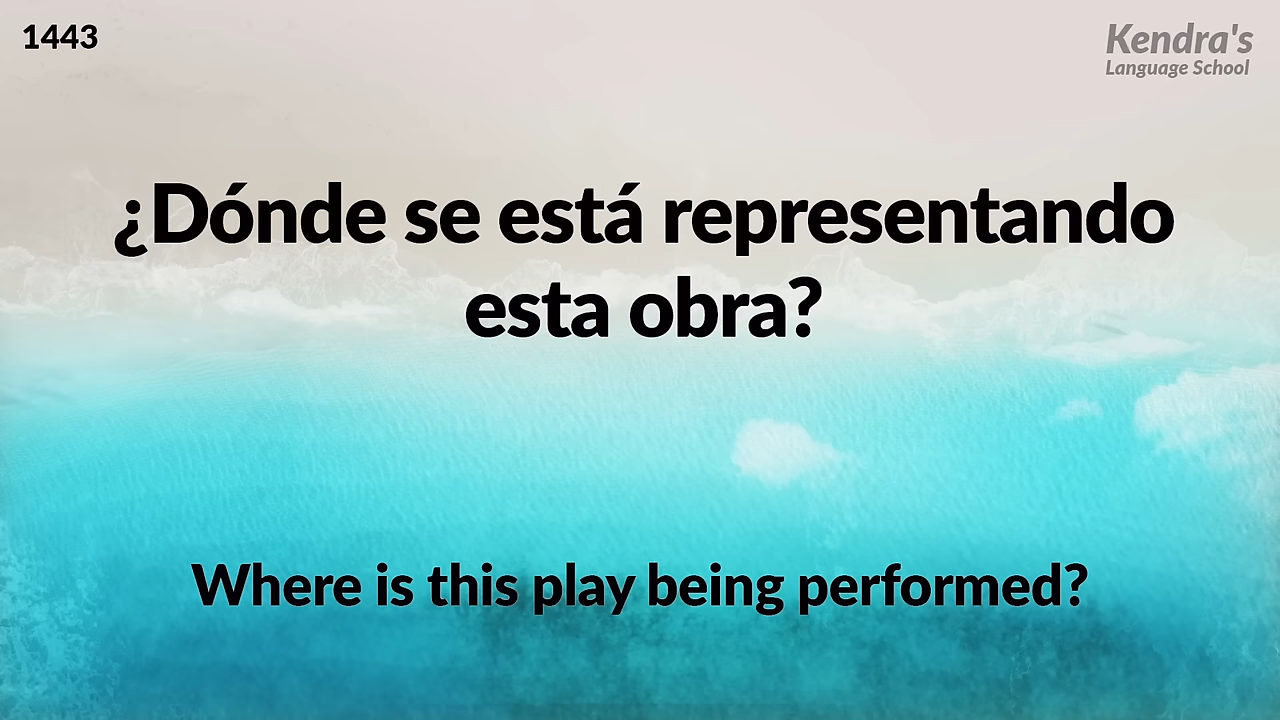 1443
Kendra's
Language School
¿Dónde se está representando
esta obra?
Where is this play being performed?